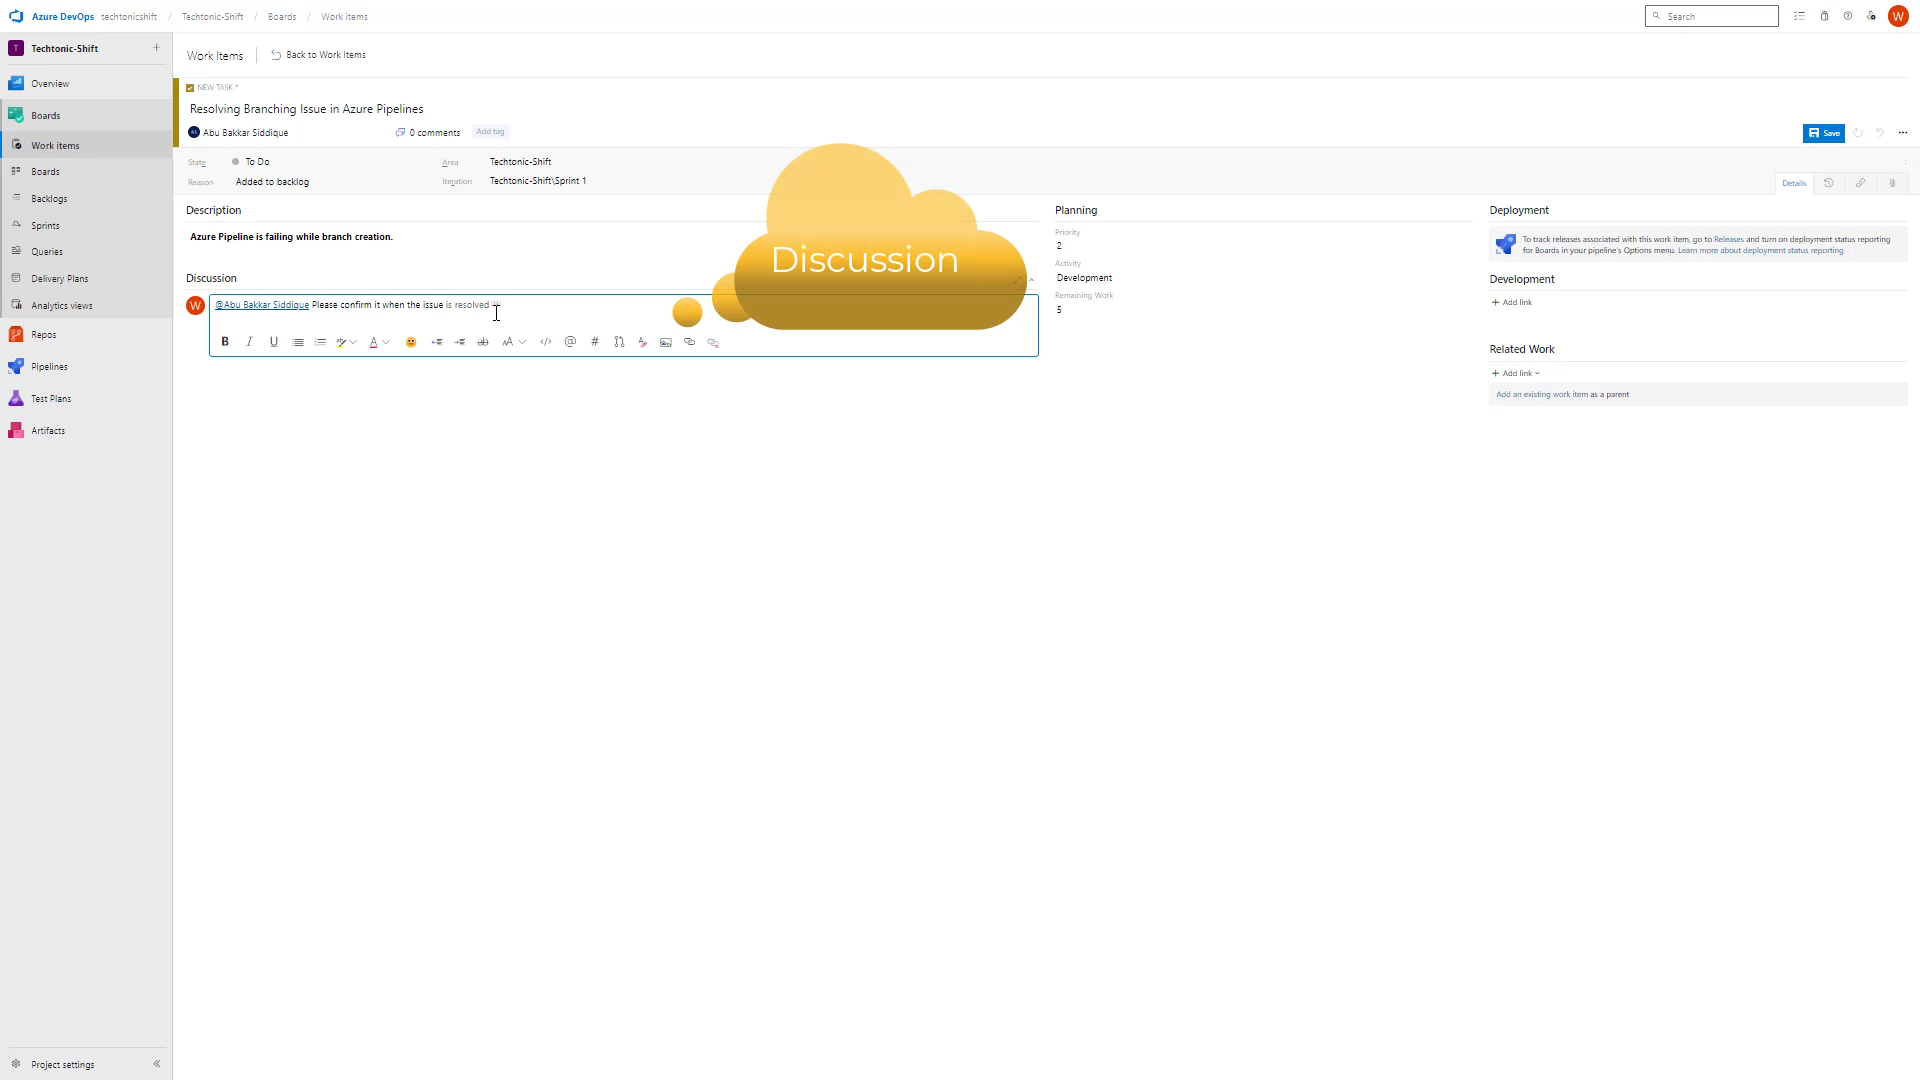 Azure DevOps techtonicshift / Techtonic-Shift / Boards / Work items
Search
W
T Techtonic-Shift
Overview
Boards
Work items
Boards
Backlogs
Sprints
Queries
Delivery Plans
Analytics views
Repos
Pipelines
Test Plans
Artifacts
Project settings
Work Items
Back to Work Items
NEW TASK *
Resolving Branching Issue in Azure Pipelines
Abu Bakkar Siddique
0 comments
Add tag
Save
State
To Do
Area
Techtonic-Shift
Reason
Added to backlog
Iteration
Techtonic-Shift\Sprint 1
Details
Description
Azure Pipeline is failing while branch creation.
Discussion
Discussion
W
@Abu Bakkar Siddique Please confirm it when the issue is resolved
Planning
Priority
2
Activity
Development
Remaining Work
5
Deployment
To track releases associated with this work item, go to Releases and turn on deployment status reporting
for Boards in your pipeline's Options menu. Learn more about deployment status reporting
Development
+ Add link
Related Work
+ Add link
Add an existing work item as a parent